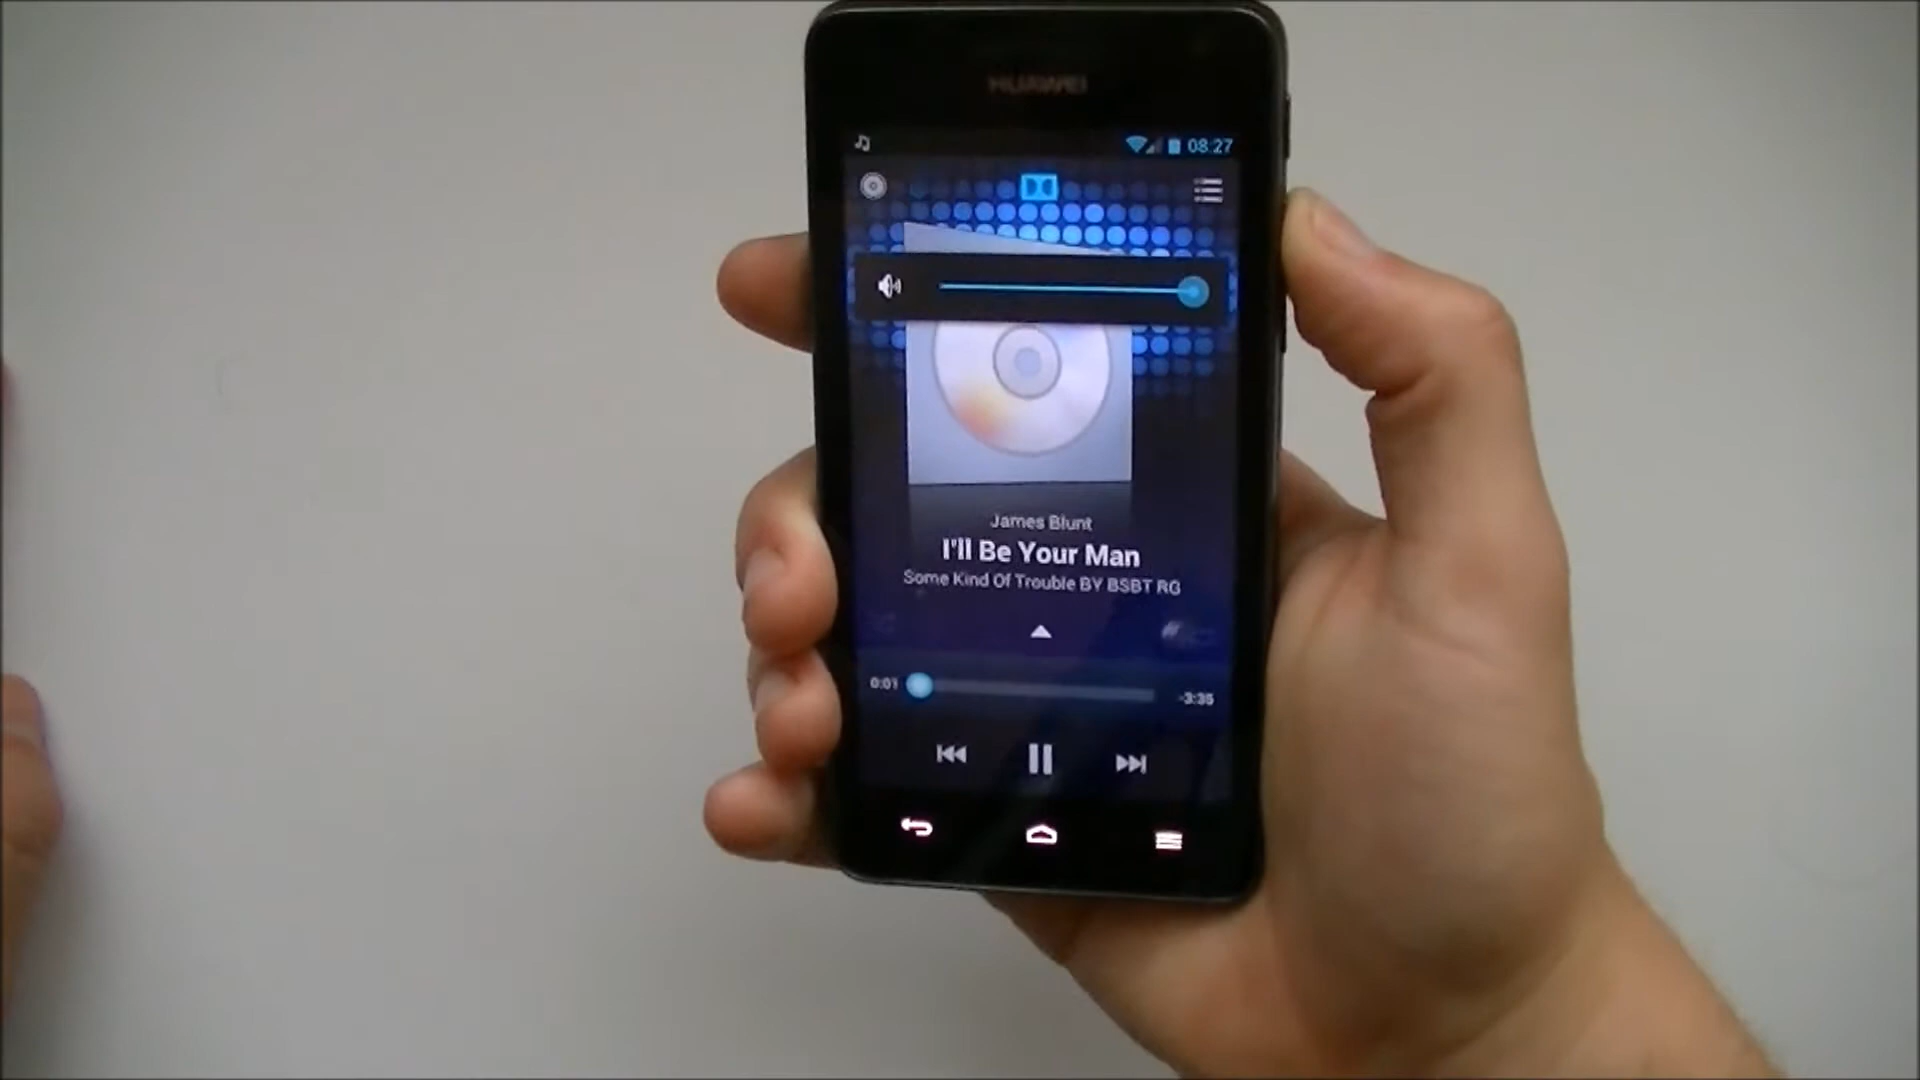 HUAWEI
08:27
James Blunt
I'll Be Your Man
Some Kind Of Trouble BY BSBT RG
0:01
-3:35